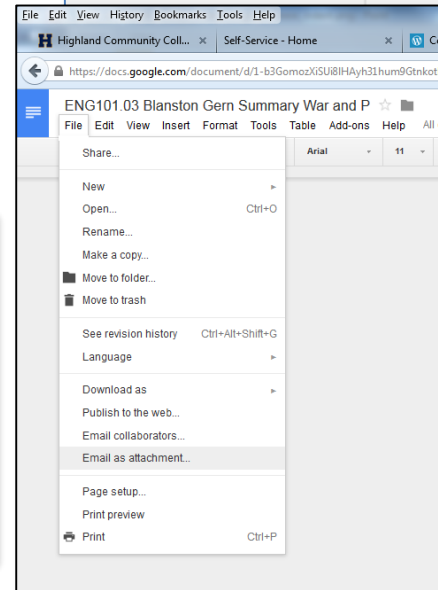 File Edit View History Bookmarks Tools Help
H Highland Community Coll... × Self-Service - Home × W
https://docs.google.com/document/d/1-b3GomozXiSUi8IHAyh31hum9Gtnkot
ENG101.03 Blanston Gern Summary War and P
File Edit View Insert Format Tools Table Add-ons Help All
Share... Arial 11
New
Open... Ctrl+O
Rename...
Make a copy...
Move to folder...
Move to trash
See revision history Ctrl+Alt+Shift+G
Language
Download as
Publish to the web...
Email collaborators...
Email as attachment...
Page setup...
Print preview
Print Ctrl+P